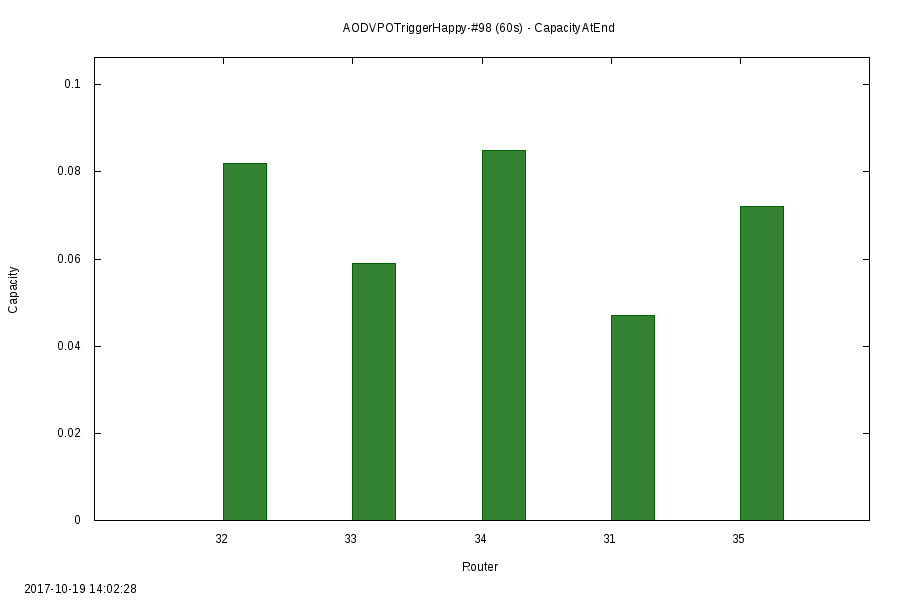 AODVPOTriggerHappy-#98 (60s) - CapacityAtEnd
0.1
0.08
0.06
0.04
0.02
0
Capacity
32 33 34 31 35
Router
2017-10-19 14:02:28